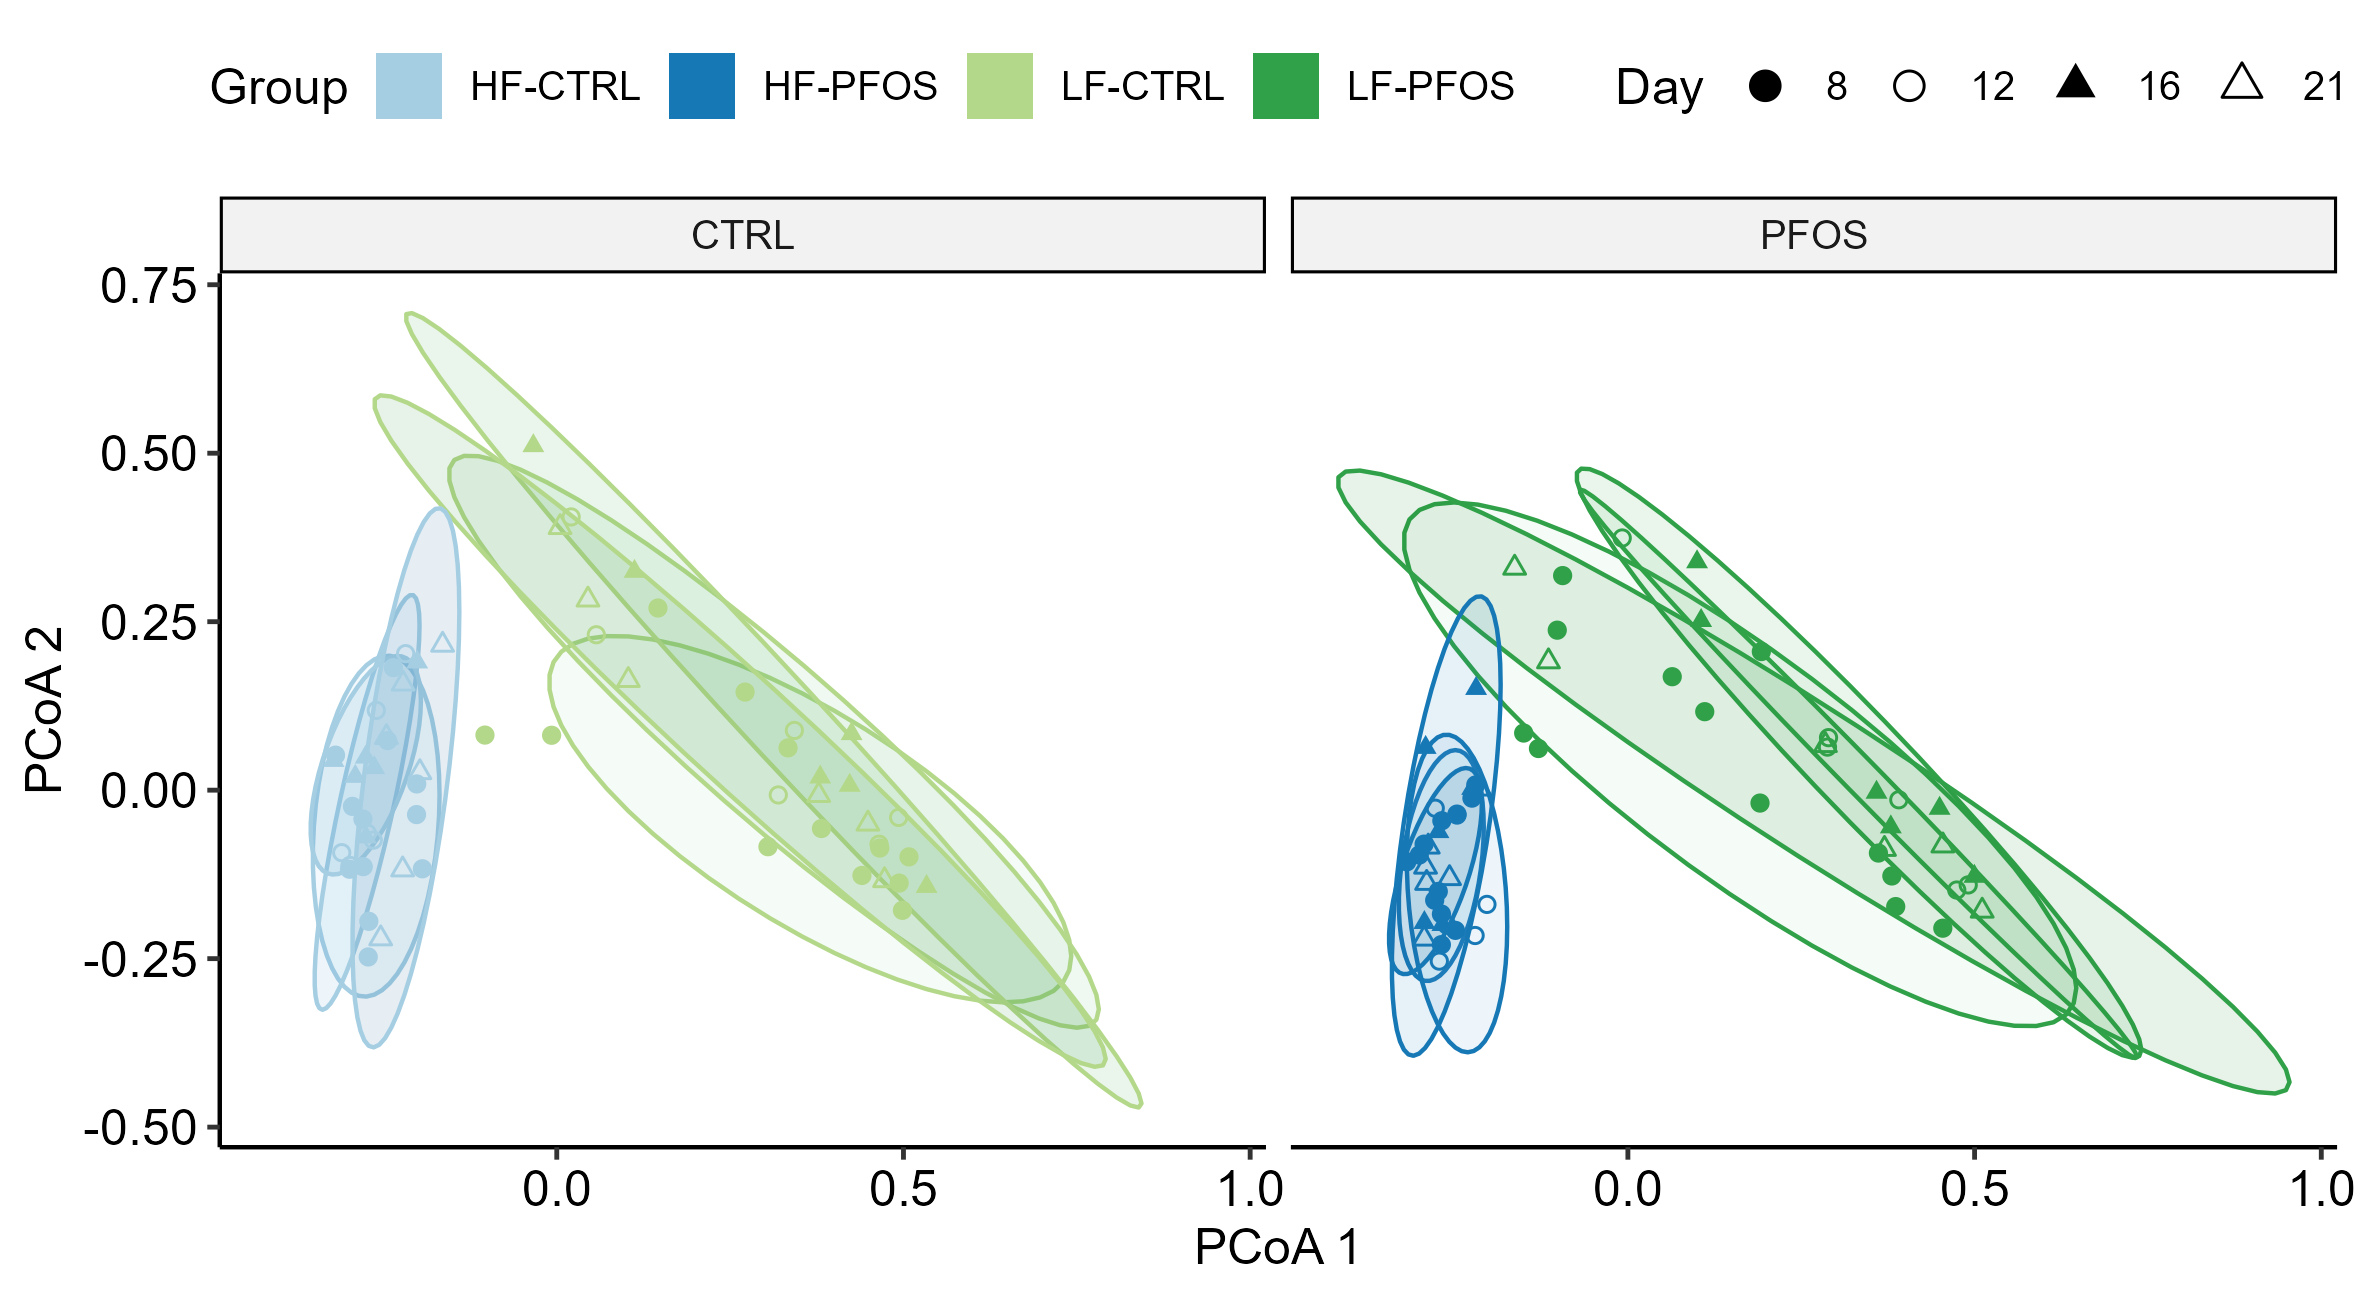 Group HF-CTRL HF-PFOS LF-CTRL LF-PFOS Day 8 12 16 21
CTRL PFOS
0.75
0.50
0.25
0.00
-0.25
-0.50
PCoA 2
0.0 0.5 1.0 0.0 0.5 1.0
PCoA 1